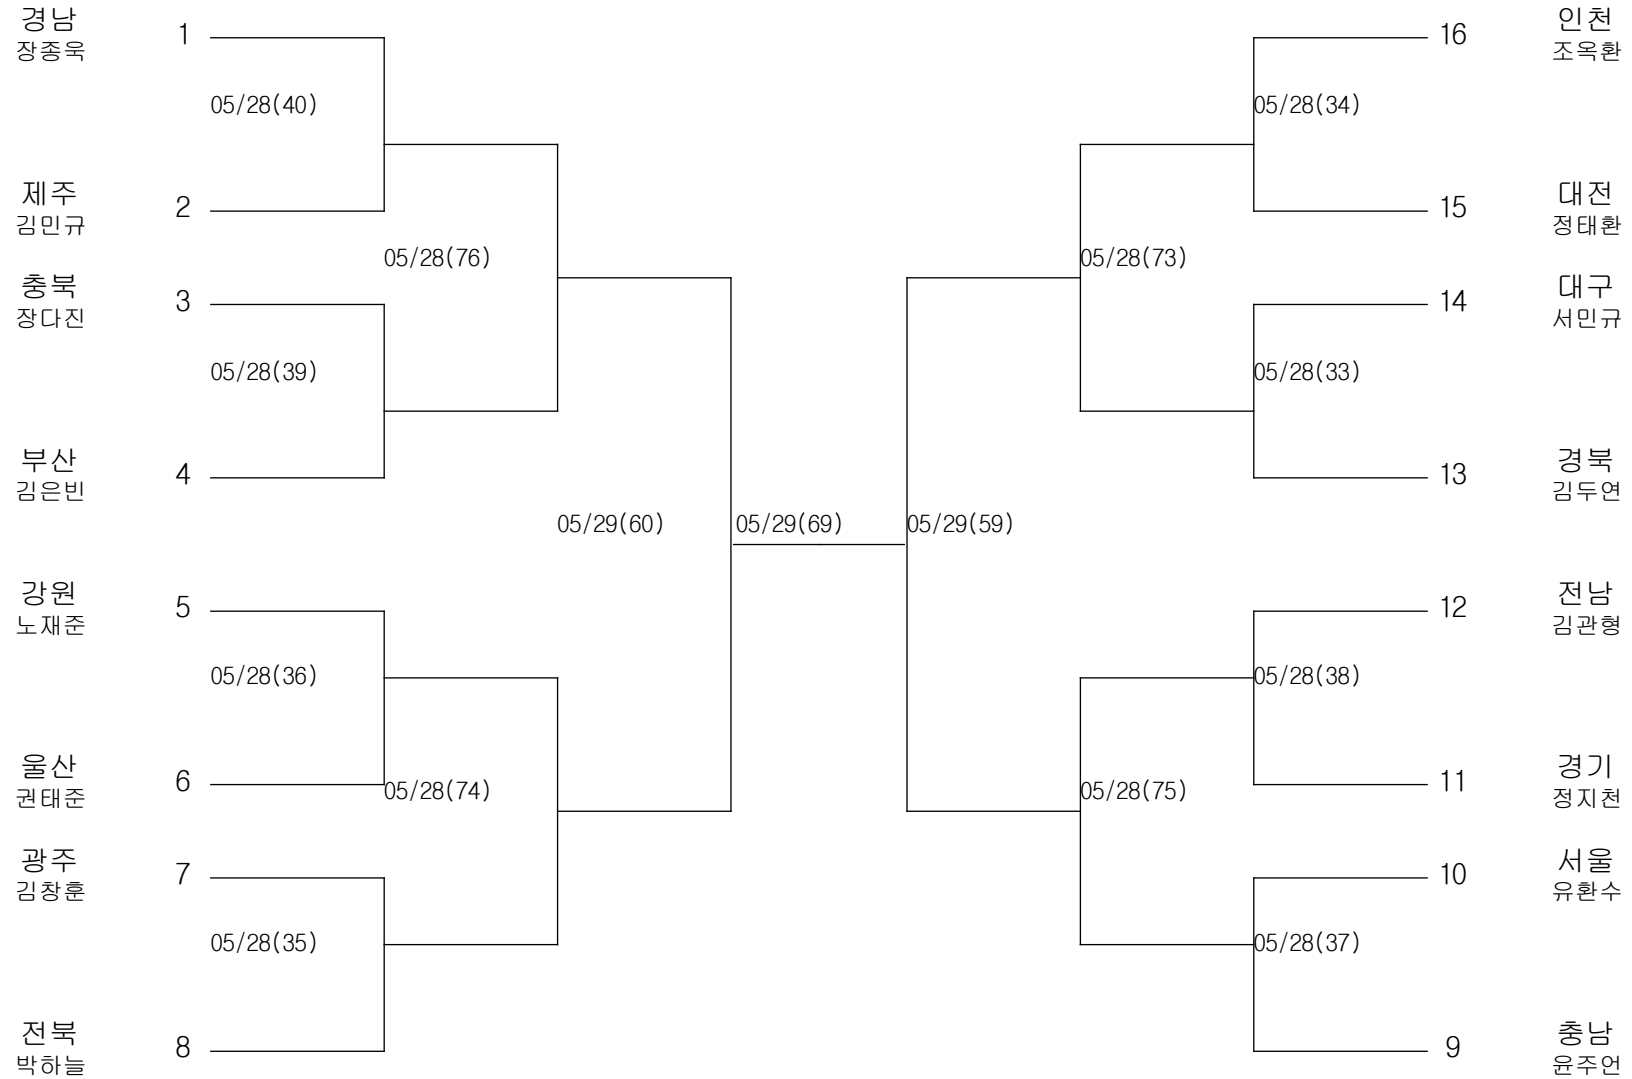 경남
장종욱
1
05/28(40)
제주
김민규
2
05/28(76)
충북
장다진
3
05/28(39)
부산
김은빈
4
05/29(60)
강원
노재준
5
05/28(36)
울산
권태준
6
05/28(74)
광주
김창훈
7
05/28(35)
전북
박하늘
8
05/29(69)
인천
조옥환
16
05/28(34)
대전
정태환
15
05/28(73)
대구
서민규
14
05/28(33)
경북
김두연
13
05/29(59)
전남
김관형
12
05/28(38)
경기
정지천
11
05/28(75)
서울
유환수
10
05/28(37)
충남
윤주언
9